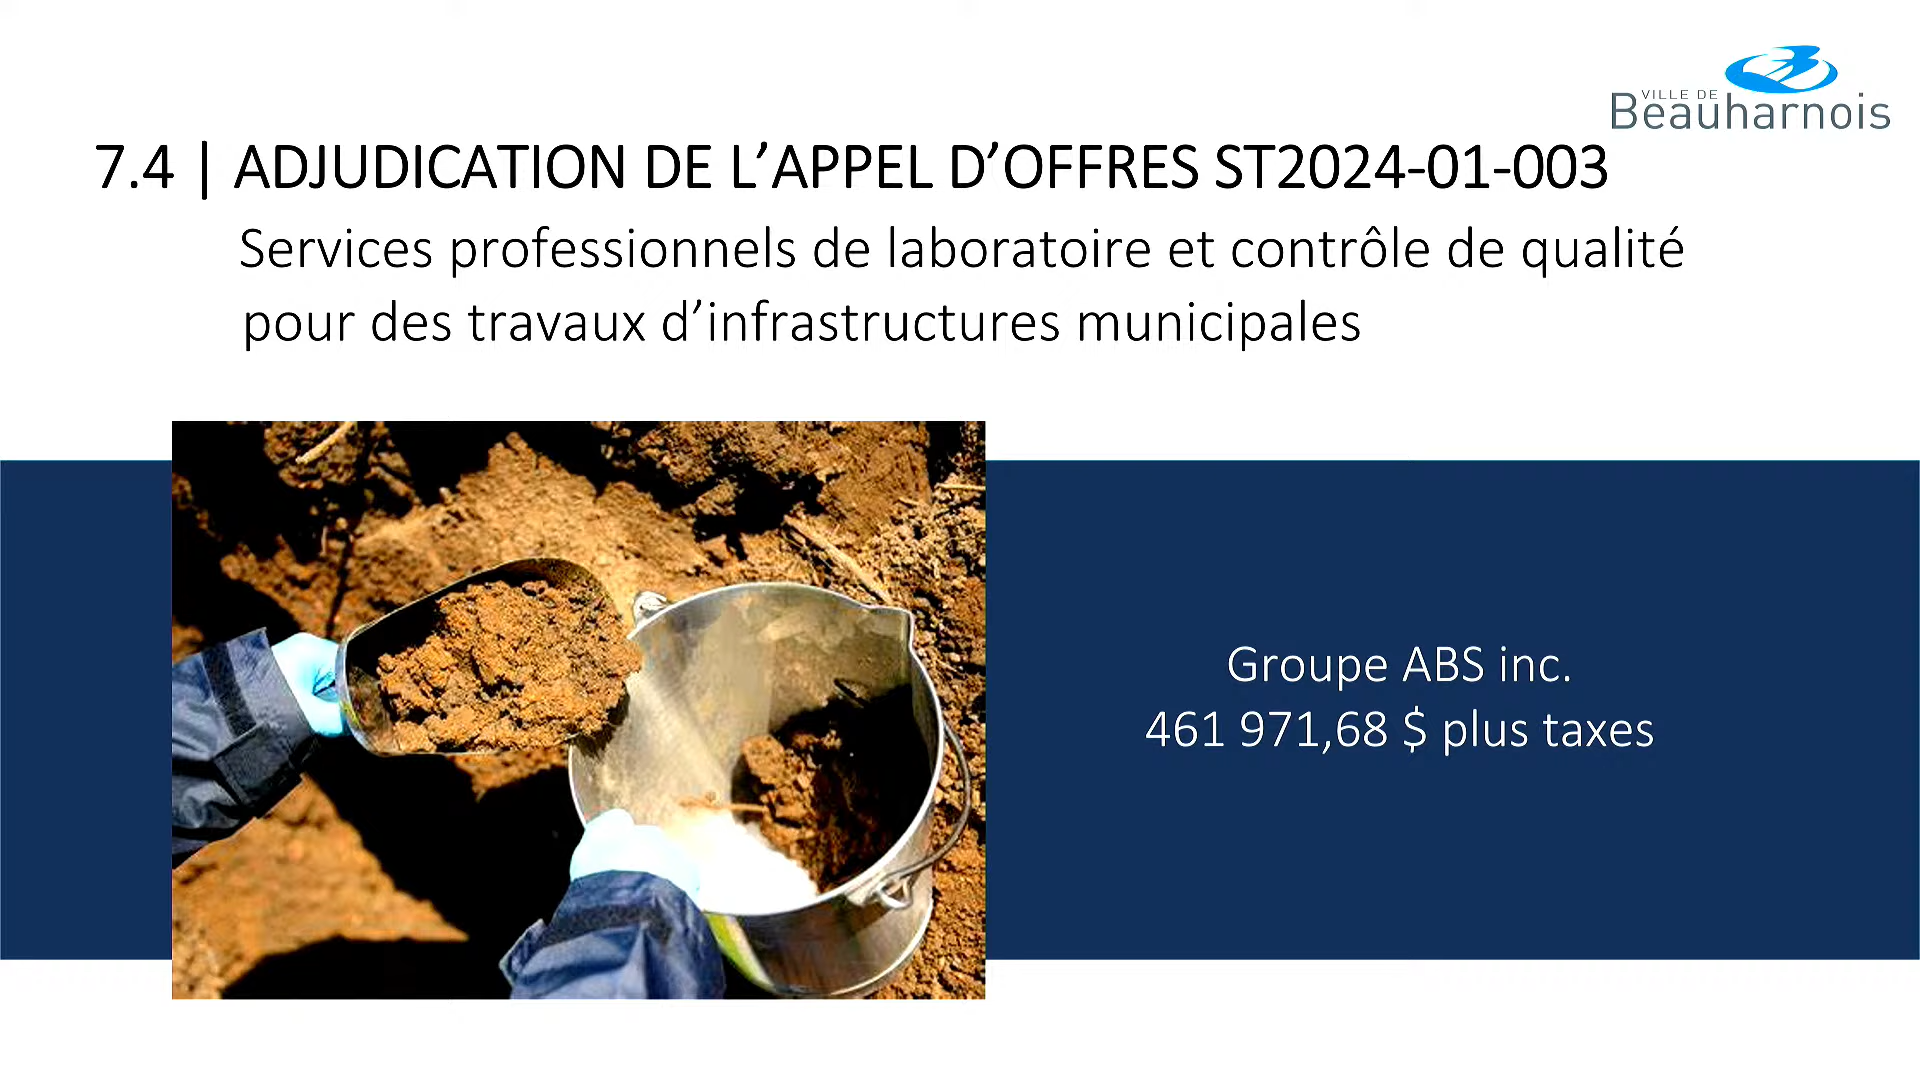 VILLE DE
Beauharnois
7.4 | ADJUDICATION DE L’APPEL D’OFFRES ST2024-01-003
Services professionnels de laboratoire et contrôle de qualité
pour des travaux d’infrastructures municipales
Groupe ABS inc.
461 971,68 $ plus taxes